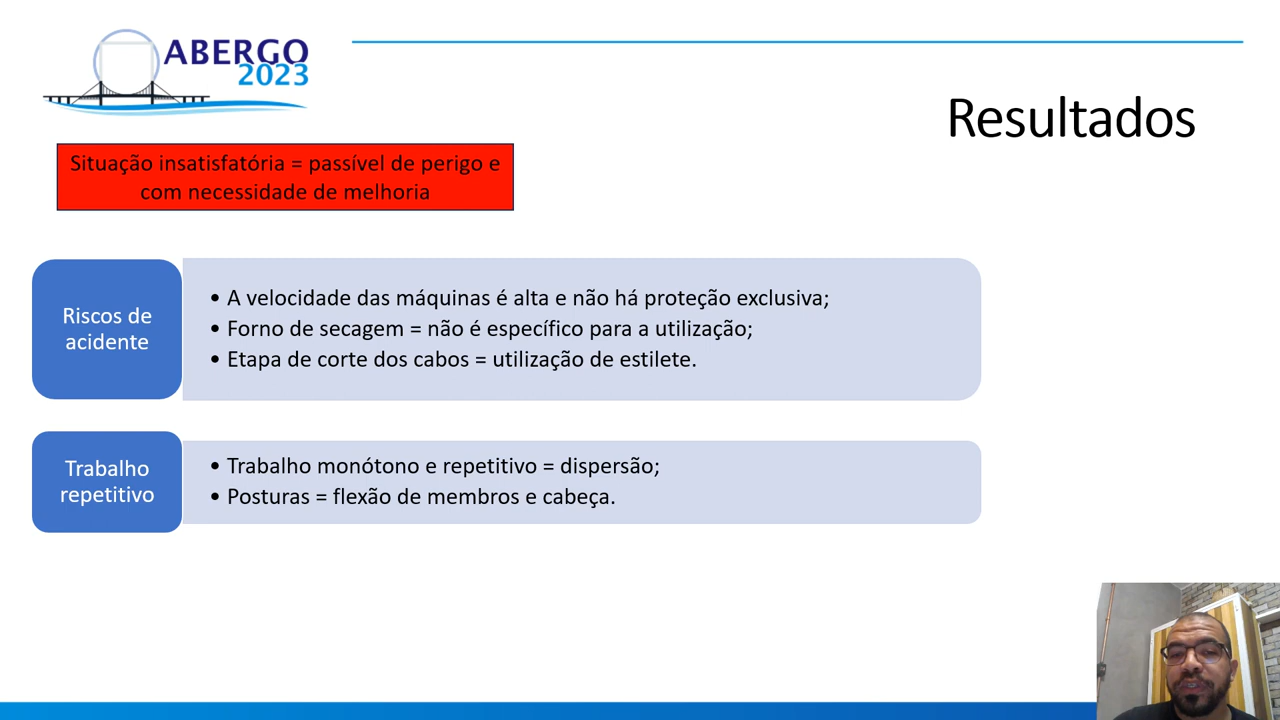 ABERGO
2023
Resultados
Situação insatisfatória = passível de perigo e
com necessidade de melhoria
Riscos de
acidente
• A velocidade das máquinas é alta e não há proteção exclusiva;
• Forno de secagem = não é específico para a utilização;
• Etapa de corte dos cabos = utilização de estilete.
Trabalho
repetitivo
• Trabalho monótono e repetitivo = dispersão;
• Posturas = flexão de membros e cabeça.